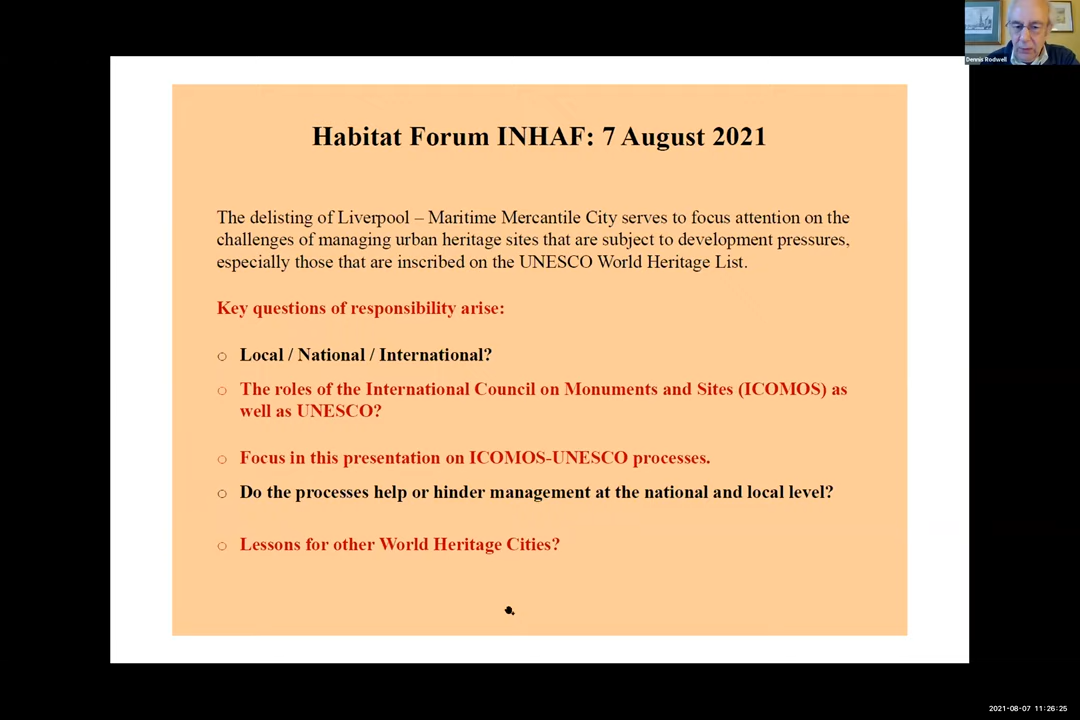 Dennis Rodwell
Habitat Forum INHAF: 7 August 2021
The delisting of Liverpool – Maritime Mercantile City serves to focus attention on the
challenges of managing urban heritage sites that are subject to development pressures,
especially those that are inscribed on the UNESCO World Heritage List.
Key questions of responsibility arise:
○ Local / National / International?
○ The roles of the International Council on Monuments and Sites (ICOMOS) as
well as UNESCO?
○ Focus in this presentation on ICOMOS-UNESCO processes.
○ Do the processes help or hinder management at the national and local level?
○ Lessons for other World Heritage Cities?
2021-08-07 11:26:25